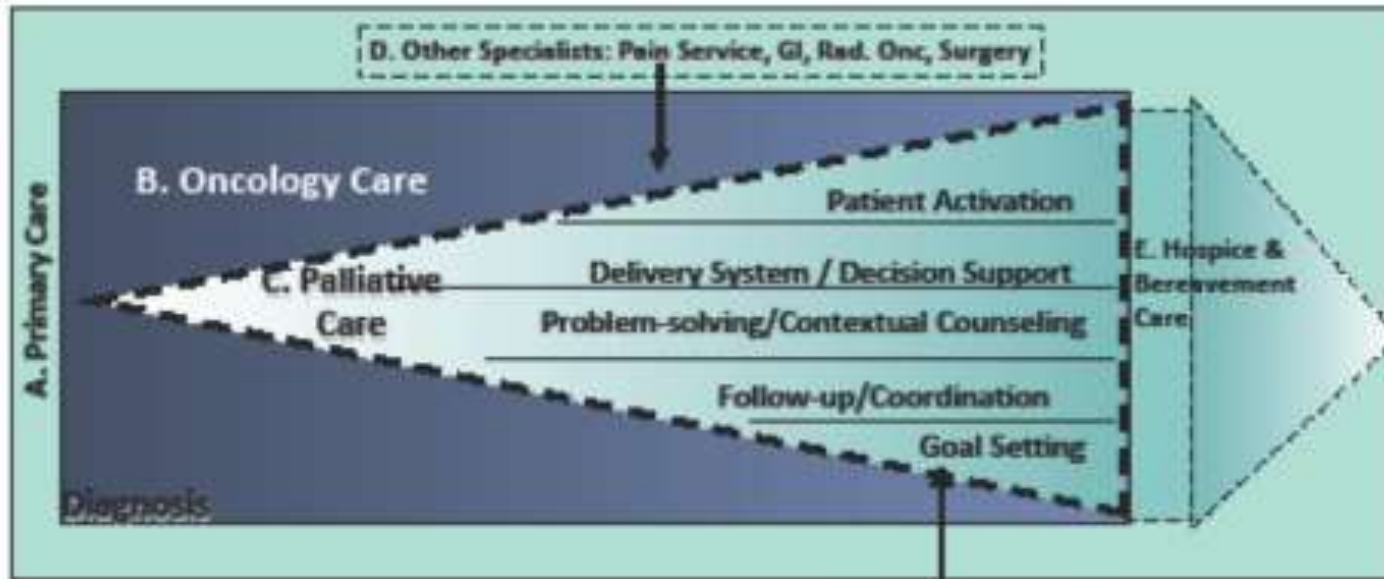 D. Other Specialists: Pain Service, GI, Rad. Onc, Surgery
B. Oncology Care
A. Primary Care
Patient Activation
C. Palliative
Care
Delivery System / Decision Support
Problem-solving/Contextual Counseling
Follow-up/Coordination
Goal Setting
E. Hospice &
Bereavement
Care
Diagnosis